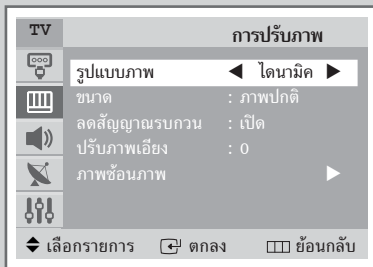 TV การปรับภาพ
รูปแบบภาพ ◀ ไดนามิค ▶
ขนาด : ภาพปกติ
ลดสัญญาณรบกวน : เปิด
ปรับภาพเอียง : 0
ภาพซ้อนภาพ ▶
เลือกรายการ ตกลง ย้อนกลับ